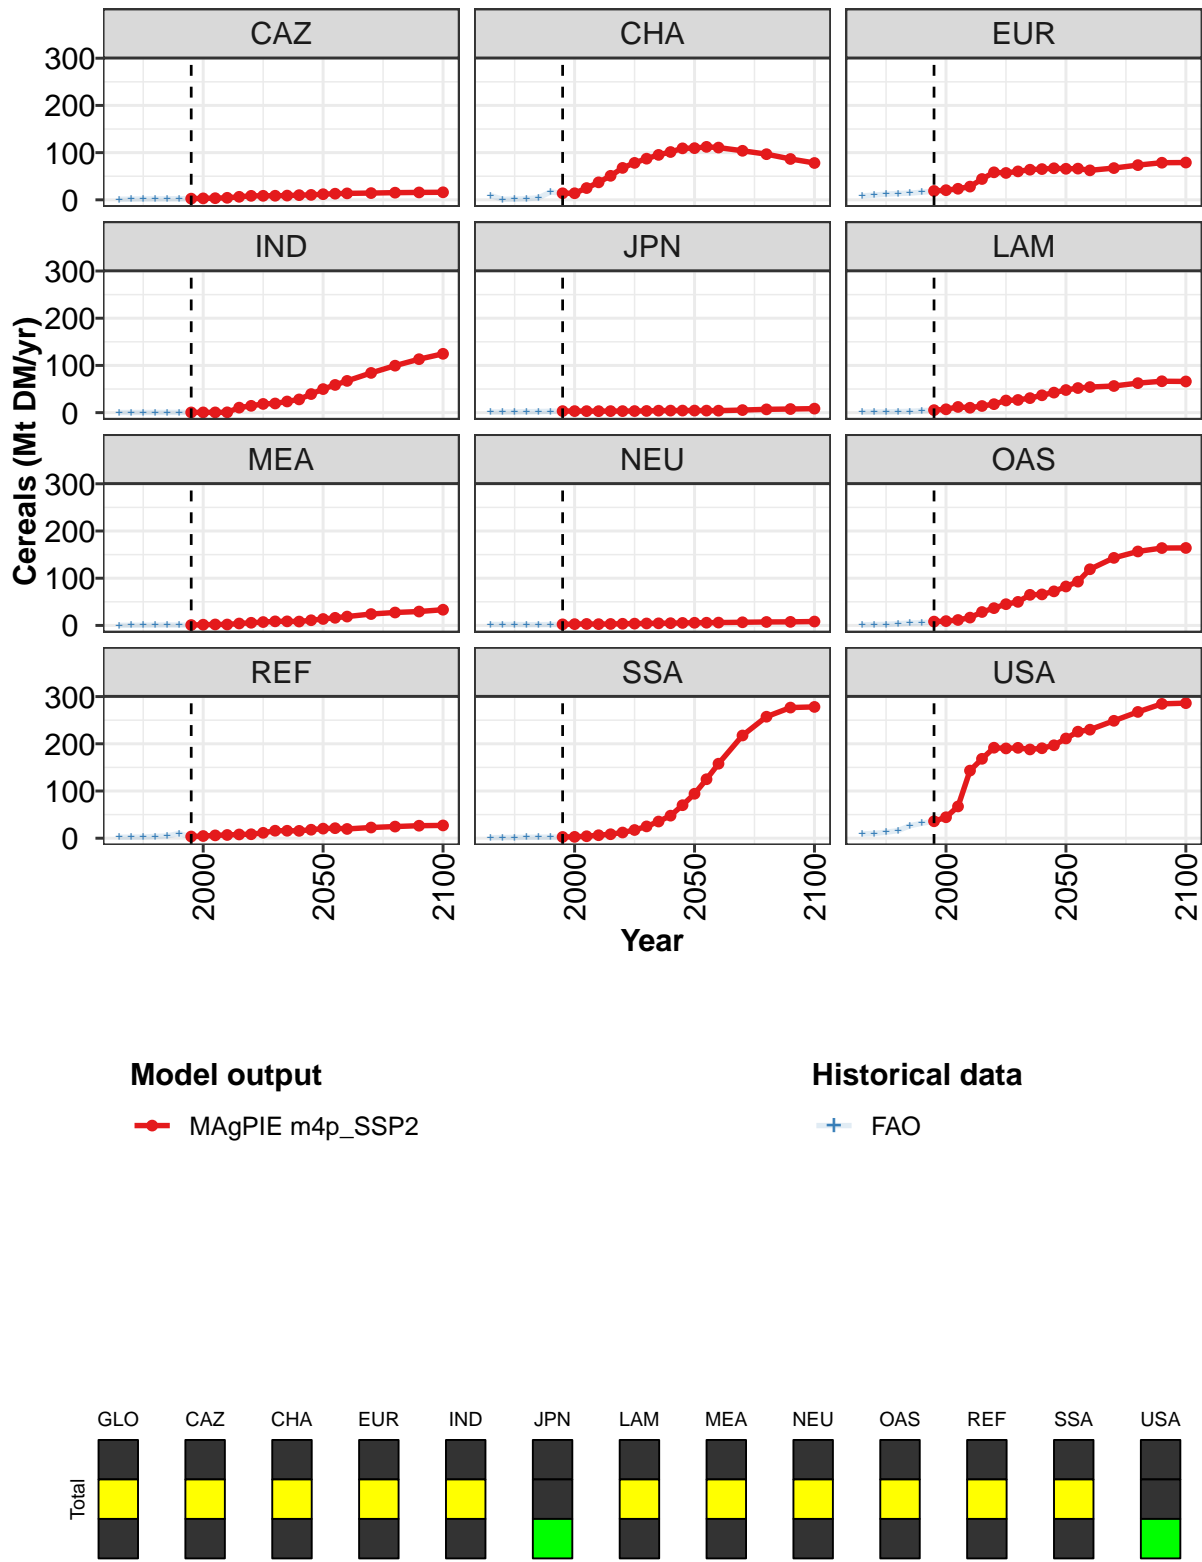 CAZ CHA EUR
300
200
100
0
IND JPN LAM
300
200
100
0
MEA NEU OAS
300
200
100
0
REF SSA USA
300
200
100
0
Cereals (Mt DM/yr)
2000 2050 2100 2000 2050 2100 2000 2050 2100
Year
Model output Historical data
MAgPIE m4p_SSP2 FAO
GLO CAZ CHA EUR IND JPN LAM MEA NEU OAS REF SSA USA
Total